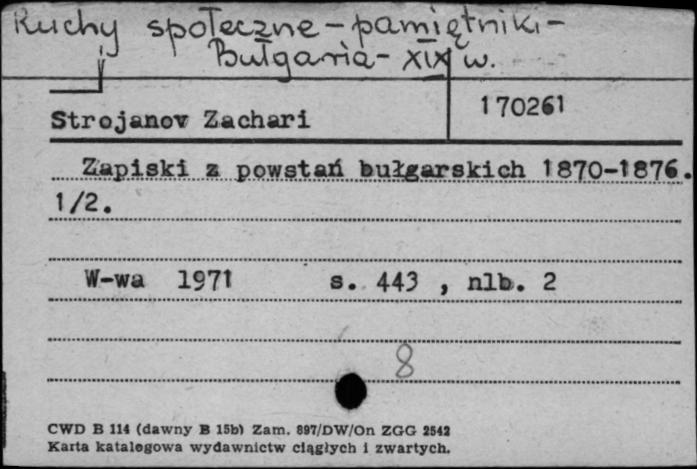 Ruchy społeczne – pamiętniki –
Bułgaria – XIX w.
Strojanov Zachari
170261
Zapiski z powstań bułgarskich 1870-1876.
1/2.
W-wa 1971 s. 443 , nlb. 2
8
CWD B 114 (dawny B 15b) Zam. 897/DW/On ZGG 2542
Karta katalogowa wydawnictw ciągłych i zwartych.